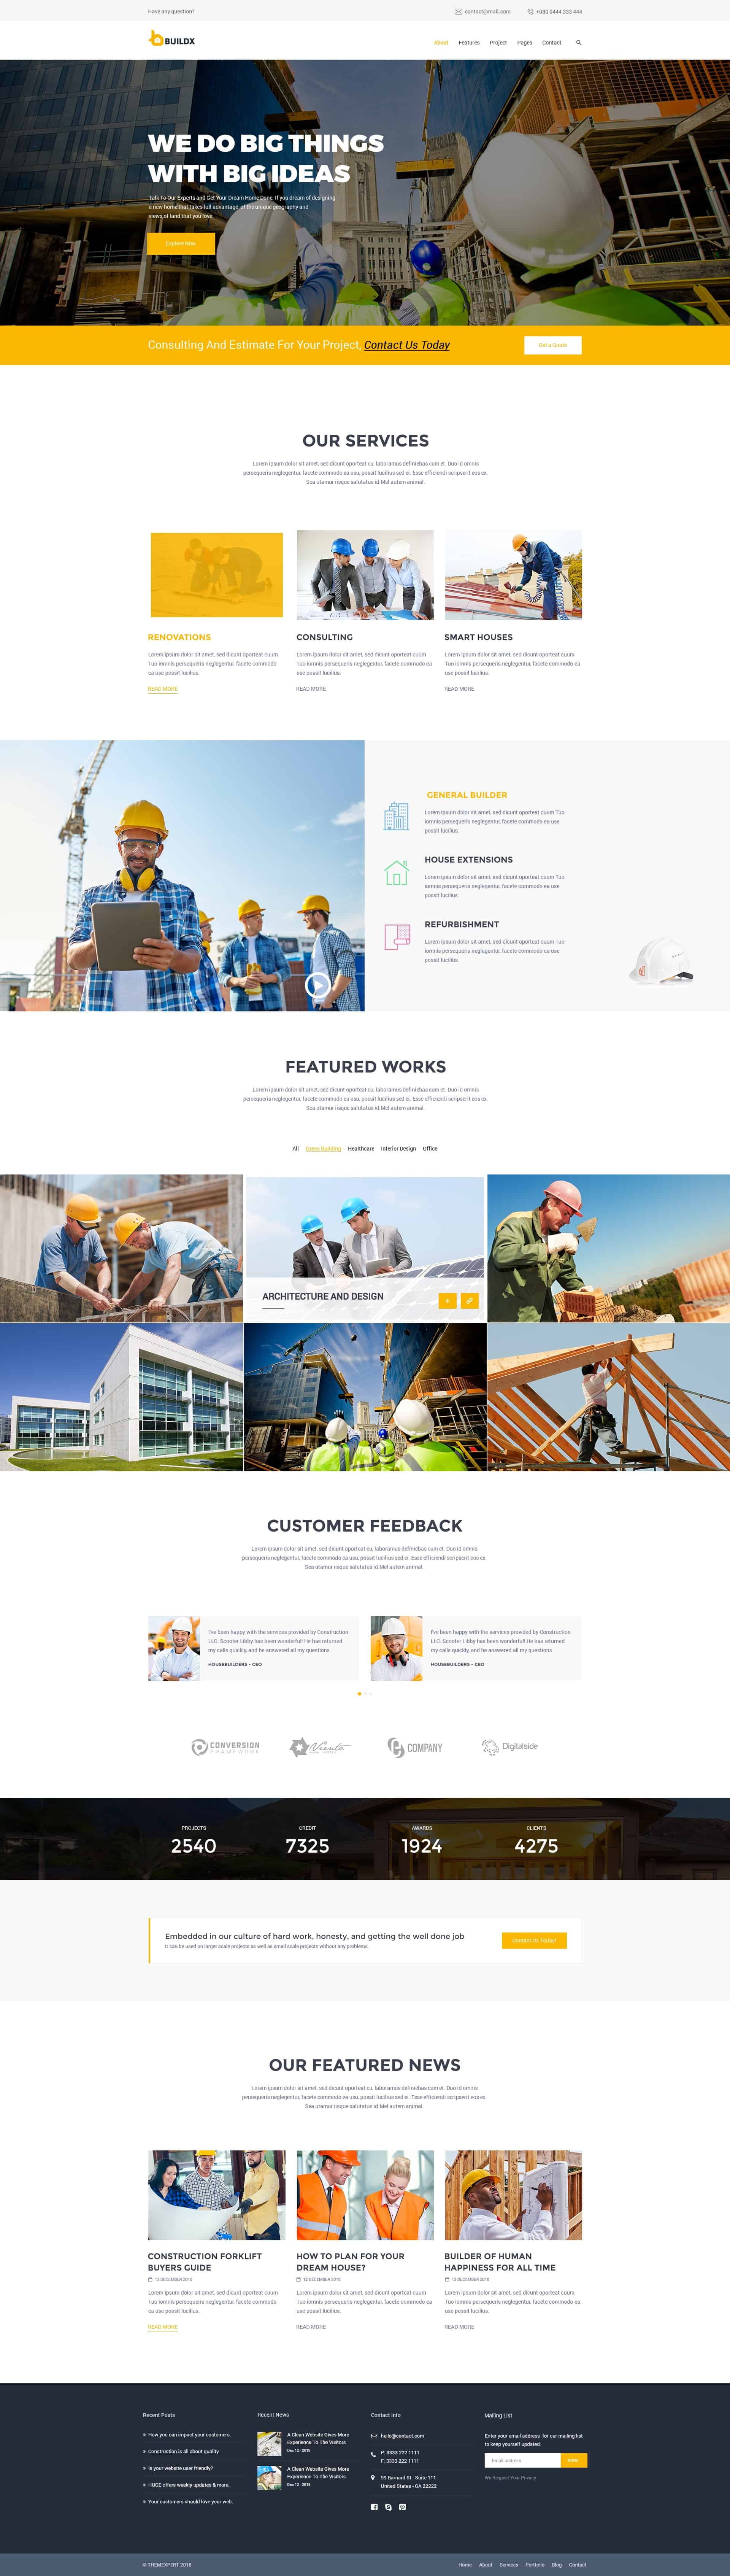 Have any question?
contact@mail.com
+080 0444 333 444
BUILDX
About Features Project Pages Contact
WE DO BIG THINGS
WITH BIG IDEAS
Talk To Our Experts and Get Your Dream Home Done. If you dream of designing
a new home that takes full advantage of the unique geography and
views of land that you love
Explore Now
Consulting And Estimate For Your Project, Contact Us Today
Get a Quote
OUR SERVICES
Lorem ipsum dolor sit amet, sed dicunt oporteat cu, laboramus definiebas cum et. Duo id omnis
persequeris neglegentur, facete commodo ea usu, possit lucilius sed ei. Esse efficiendi scripserit eos ex.
Sea utamur iisque salutatus id.Mel autem animal.
RENOVATIONS
Lorem ipsum dolor sit amet, sed dicunt oporteat cuum
Tuo iomnis persequeris neglegentur, facete commodo
ea use possit lucilius.
READ MORE
CONSULTING
Lorem ipsum dolor sit amet, sed dicunt oporteat cuum
Tuo iomnis persequeris neglegentur, facete commodo ea
use possit lucilius.
READ MORE
SMART HOUSES
Lorem ipsum dolor sit amet, sed dicunt oporteat cuum
Tuo iomnis persequeris neglegentur, facete commodo ea
use possit lucilius.
READ MORE
GENERAL BUILDER
Lorem ipsum dolor sit amet, sed dicunt oporteat cuum Tuo
iomnis persequeris neglegentur, facete commodo ea use
possit lucilius.
HOUSE EXTENSIONS
Lorem ipsum dolor sit amet, sed dicunt oporteat cuum Tuo
iomnis persequeris neglegentur, facete commodo ea use
possit lucilius.
REFURBISHMENT
Lorem ipsum dolor sit amet, sed dicunt oporteat cuum Tuo
iomnis persequeris neglegentur, facete commodo ea use
possit lucilius.
FEATURED WORKS
Lorem ipsum dolor sit amet, sed dicunt oporteat cu, laboramus definiebas cum et. Duo id omnis
persequeris neglegentur, facete commodo ea usu, possit lucilius sed ei. Esse efficiendi scripserit eos ex.
Sea utamur iisque salutatus id.Mel autem animal
All Green Building Healthcare Interior Design Office
ARCHITECTURE AND DESIGN
CUSTOMER FEEDBACK
Lorem ipsum dolor sit amet, sed dicunt oporteat cu, laboramus definiebas cum et. Duo id omnis
persequeris neglegentur, facete commodo ea usu, possit lucilius sed ei. Esse efficiendi scripserit eos ex.
Sea utamur iisque salutatus id.Mel autem animal.
I've been happy with the services provided by Construction
LLC. Scooter Libby has been wonderful! He has returned
my calls quickly, and he answered all my questions.
HOUSEBUILDERS - CEO
I've been happy with the services provided by Construction
LLC. Scooter Libby has been wonderful! He has returned
my calls quickly, and he answered all my questions.
HOUSEBUILDERS - CEO
CONVERSION
FRAMEWORK
COMPANY
Digitalside
PROJECTS
2540
CREDIT
7325
AWARDS
1924
CLIENTS
4275
Embedded in our culture of hard work, honesty, and getting the well done job
It can be used on larger scale projects as well as small scale projects without any problems.
Contact Us Today!
OUR FEATURED NEWS
Lorem ipsum dolor sit amet, sed dicunt oporteat cu, laboramus definiebas cum et. Duo id omnis
persequeris neglegentur, facete commodo ea usu, possit lucilius sed ei. Esse efficiendi scripserit eos ex.
Sea utamur iisque salutatus id.Mel autem animal.
CONSTRUCTION FORKLIFT
BUYERS GUIDE
12 DECEMBER 2018
Lorem ipsum dolor sit amet, sed dicunt oporteat cuum
Tuo iomnis persequeris neglegentur, facete commodo
ea use possit lucilius.
READ MORE
HOW TO PLAN FOR YOUR
DREAM HOUSE?
12 DECEMBER 2018
Lorem ipsum dolor sit amet, sed dicunt oporteat cuum
Tuo iomnis persequeris neglegentur, facete commodo ea
use possit lucilius.
READ MORE
BUILDER OF HUMAN
HAPPINESS FOR ALL TIME
12 DECEMBER 2018
Lorem ipsum dolor sit amet, sed dicunt oporteat cuum
Tuo iomnis persequeris neglegentur, facete commodo ea
use possit lucilius.
READ MORE
Recent Posts
» How you can impact your customers.
» Construction is all about quality.
» Is your website user friendly?
» HUGE offers weekly updates & more.
» Your customers should love your web.
Recent News
A Clean Website Gives More
Experience To The Visitors
Dec 12 - 2018
A Clean Website Gives More
Experience To The Visitors
Dec 12 - 2018
Contact Info
hello@contact.com
P: 3333 222 1111
F: 3333 222 1111
99 Barnard St - Suite 111
United States - GA 22222
Mailing List
Enter your email address for our mailing list
to keep yourself updated.
Email address
We Respect Your Privacy
© THEMEXPERT 2018
Home About Services Portfolio Blog Contact